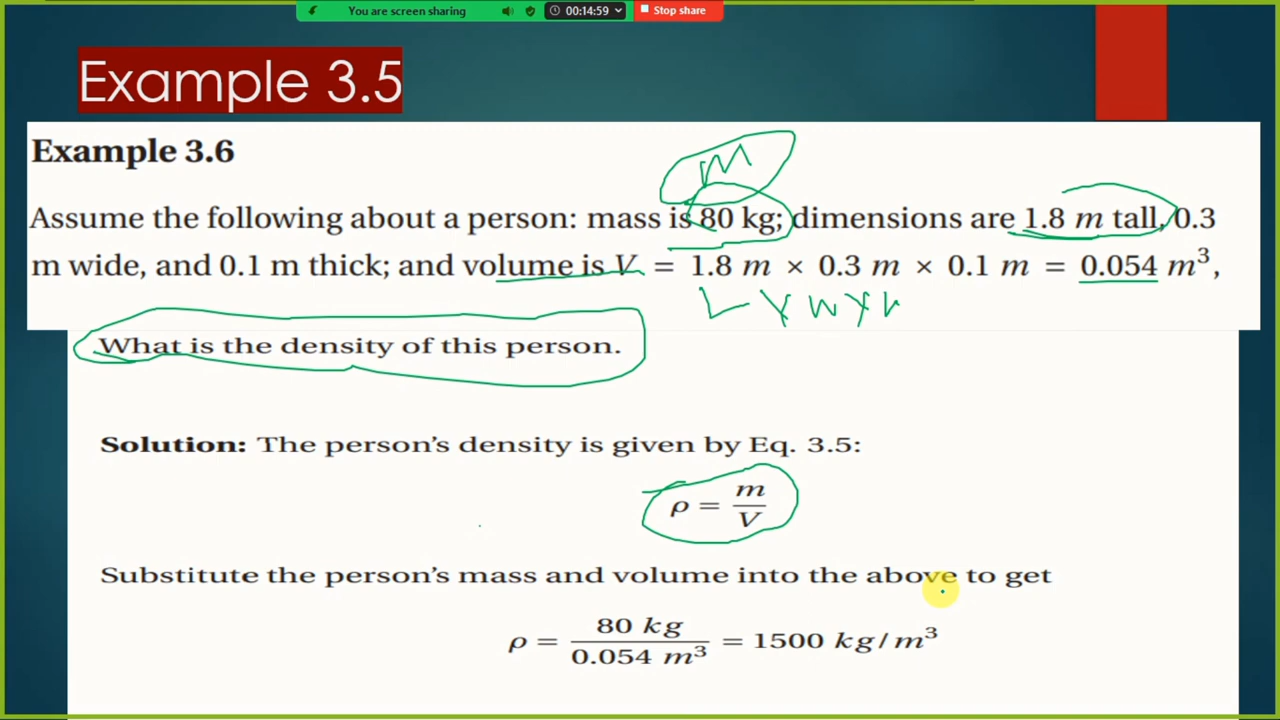 You are screen sharing 00:14:59 Stop share
Example 3.5
Example 3.6
m
Assume the following about a person: mass is 80 kg; dimensions are 1.8 m tall, 0.3
m wide, and 0.1 m thick; and volume is V = 1.8 m × 0.3 m × 0.1 m = 0.054 m³,
L × w ×
What is the density of this person.
Solution: The person's density is given by Eq. 3.5:
ρ = m / V
Substitute the person's mass and volume into the above to get
ρ = 80 kg / 0.054 m³ = 1500 kg/m³